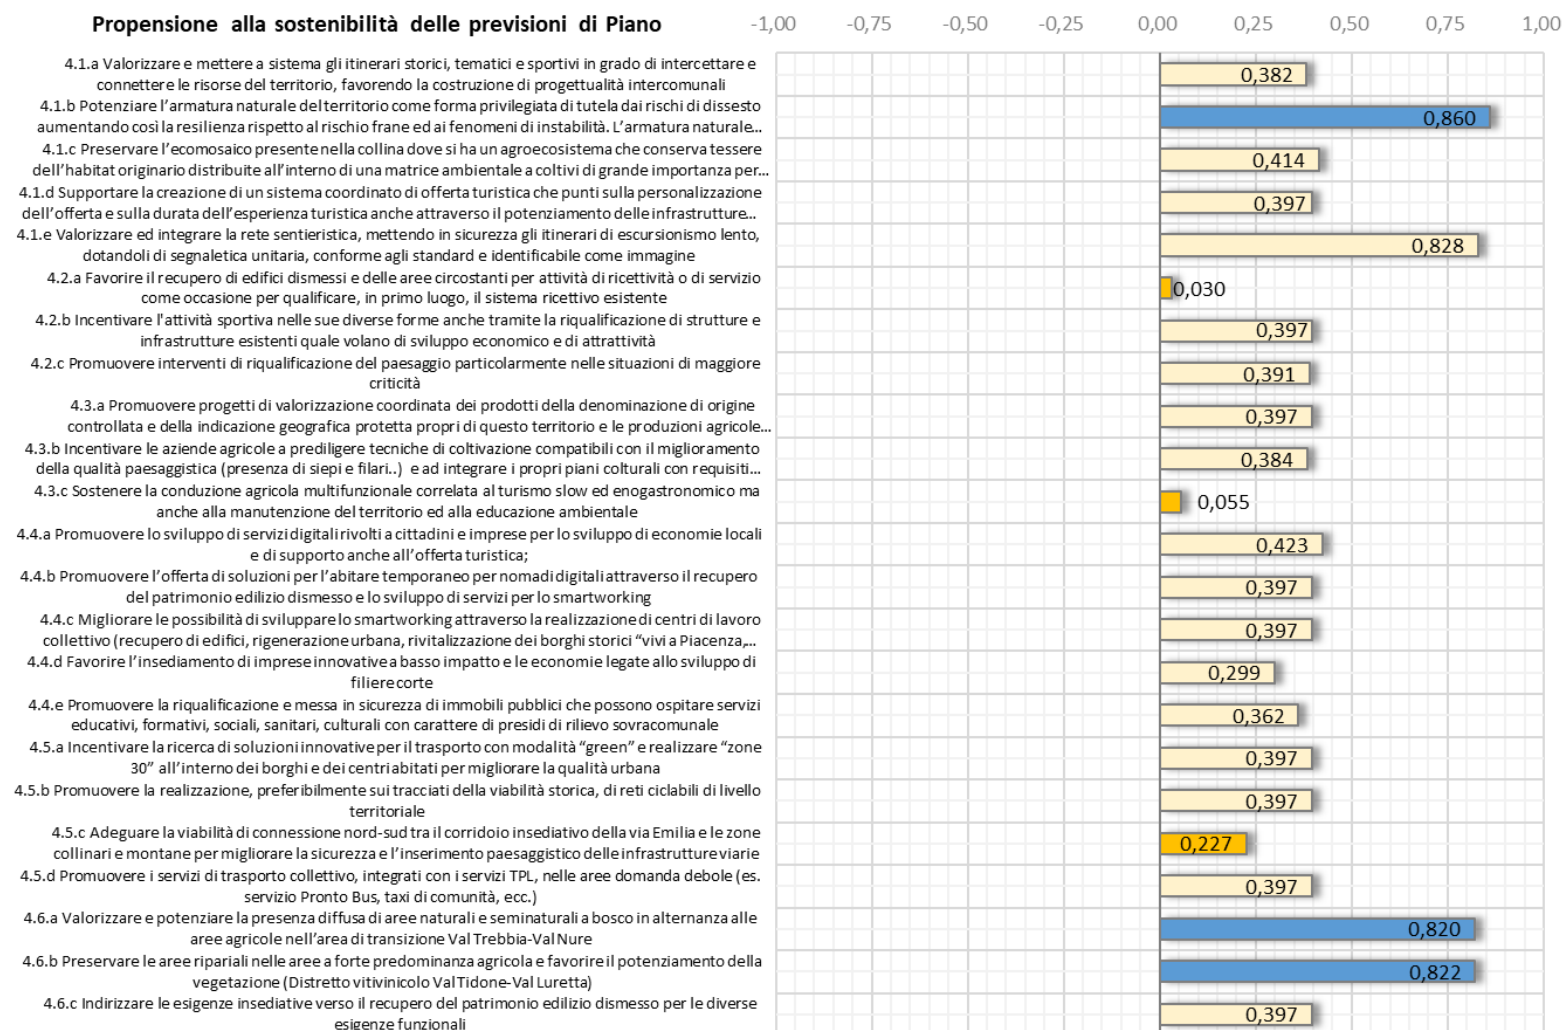 Propensione alla sostenibilità delle previsioni di Piano
-1,00 -0,75 -0,50 -0,25 0,00 0,25 0,50 0,75 1,00
4.1.a Valorizzare e mettere a sistema gli itinerari storici, tematici e sportivi in grado di intercettare e
connettere le risorse del territorio, favorendo la costruzione di progettualità intercomunali
0,382
4.1.b Potenziare l’armatura naturale del territorio come forma privilegiata di tutela dai rischi di dissesto
aumentando così la resilienza rispetto al rischio frane ed ai fenomeni di instabilità. L’armatura naturale...
0,860
4.1.c Preservare l’ecomosaico presente nella collina dove si ha un agroecosistema che conserva tessere
dell’habitat originario distribuite all’interno di una matrice ambientale a coltivi di grande importanza per...
0,414
4.1.d Supportare la creazione di un sistema coordinato di offerta turistica che punti sulla personalizzazione
dell’offerta e sulla durata dell’esperienza turistica anche attraverso il potenziamento delle infrastrutture...
0,397
4.1.e Valorizzare ed integrare la rete sentieristica, mettendo in sicurezza gli itinerari di escursionismo lento,
dotandoli di segnaletica unitaria, conforme agli standard e identificabile come immagine
0,828
4.2.a Favorire il recupero di edifici dismessi e delle aree circostanti per attività di ricettività o di servizio
come occasione per qualificare, in primo luogo, il sistema ricettivo esistente
0,030
4.2.b Incentivare l'attività sportiva nelle sue diverse forme anche tramite la riqualificazione di strutture e
infrastrutture esistenti quale volano di sviluppo economico e di attrattività
0,397
4.2.c Promuovere interventi di riqualificazione del paesaggio particolarmente nelle situazioni di maggiore
criticità
0,391
4.3.a Promuovere progetti di valorizzazione coordinata dei prodotti della denominazione di origine
controllata e della indicazione geografica protetta propri di questo territorio e le produzioni agricole...
0,397
4.3.b Incentivare le aziende agricole a prediligere tecniche di coltivazione compatibili con il miglioramento
della qualità paesaggistica (presenza di siepi e filari..) e ad integrare i propri piani colturali con requisiti...
0,384
4.3.c Sostenere la conduzione agricola multifunzionale correlata al turismo slow ed enogastronomico ma
anche alla manutenzione del territorio ed alla educazione ambientale
0,055
4.4.a Promuovere lo sviluppo di servizi digitali rivolti a cittadini e imprese per lo sviluppo di economie locali
e di supporto anche all’offerta turistica;
0,423
4.4.b Promuovere l’offerta di soluzioni per l’abitare temporaneo per nomadi digitali attraverso il recupero
del patrimonio edilizio dismesso e lo sviluppo di servizi per lo smartworking
0,397
4.4.c Migliorare le possibilità di sviluppare lo smartworking attraverso la realizzazione di centri di lavoro
collettivo (recupero di edifici, rigenerazione urbana, rivitalizzazione dei borghi storici “vivi a Piacenza,...
0,397
4.4.d Favorire l’insediamento di imprese innovative a basso impatto e le economie legate allo sviluppo di
filiere corte
0,299
4.4.e Promuovere la riqualificazione e messa in sicurezza di immobili pubblici che possono ospitare servizi
educativi, formativi, sociali, sanitari, culturali con carattere di presidi di rilievo sovracomunale
0,362
4.5.a Incentivare la ricerca di soluzioni innovative per il trasporto con modalità “green” e realizzare “zone
30” all’interno dei borghi e dei centri abitati per migliorare la qualità urbana
0,397
4.5.b Promuovere la realizzazione, preferibilmente sui tracciati della viabilità storica, di reti ciclabili di livello
territoriale
0,397
4.5.c Adeguare la viabilità di connessione nord-sud tra il corridoio insediativo della via Emilia e le zone
collinari e montane per migliorare la sicurezza e l’inserimento paesaggistico delle infrastrutture viarie
0,227
4.5.d Promuovere i servizi di trasporto collettivo, integrati con i servizi TPL, nelle aree domanda debole (es.
servizio Pronto Bus, taxi di comunità, ecc.)
0,397
4.6.a Valorizzare e potenziare la presenza diffusa di aree naturali e seminaturali a bosco in alternanza alle
aree agricole nell’area di transizione Val Trebbia-Val Nure
0,820
4.6.b Preservare le aree ripariali nelle aree a forte predominanza agricola e favorire il potenziamento della
vegetazione (Distretto vitivinicolo Val Tidone-Val Luretta)
0,822
4.6.c Indirizzare le esigenze insediative verso il recupero del patrimonio edilizio dismesso per le diverse
esigenze funzionali
0,397